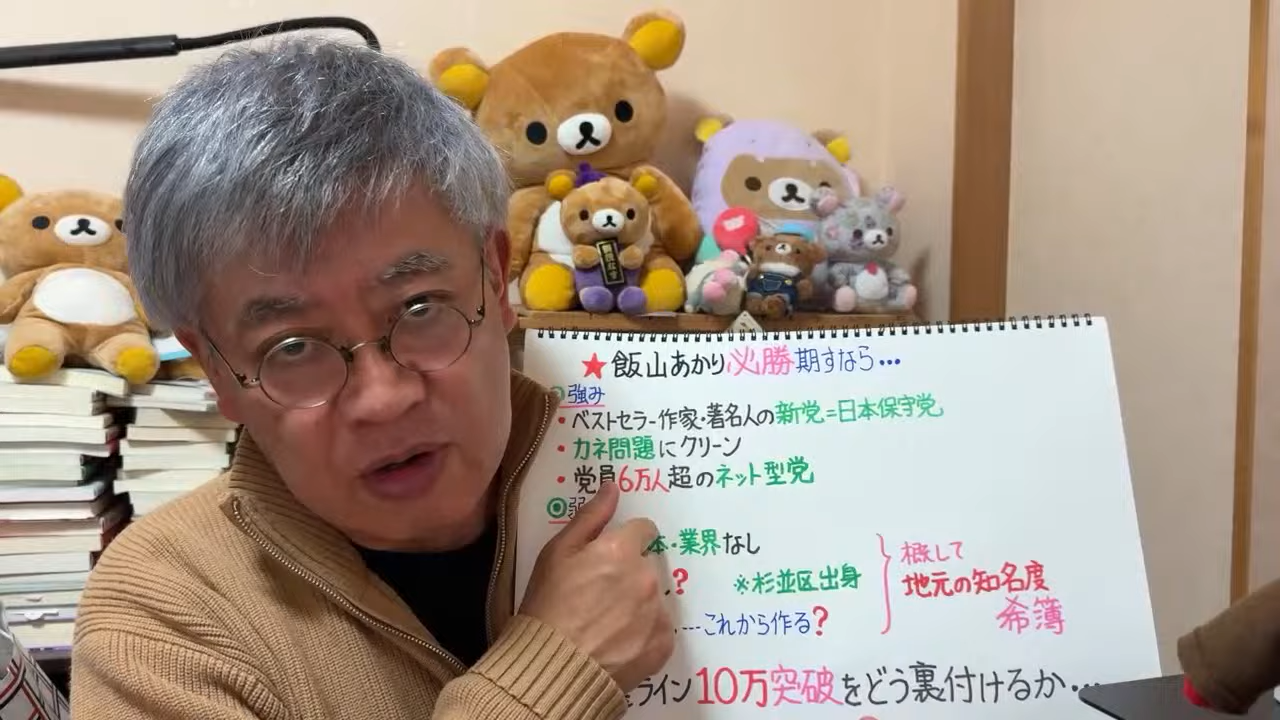 ★飯山あかり必勝期すなら…
◎強み
・ベストセラー作家・著名人の新党=日本保守党
・カネ問題にクリーン
・党員6万人超のネット型党
◎弱
・業界なし
? ※杉並区出身
…これから作る?
概して
地元の知名度
希簿
ライン10万突破をどう裏付けるか…